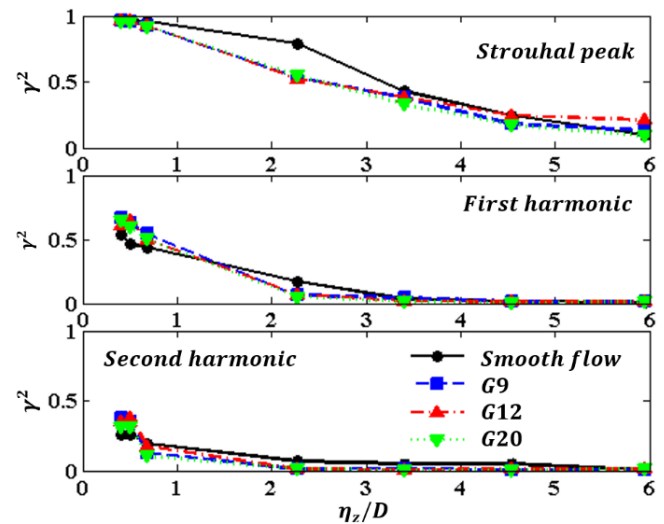 1
Strouhal peak
γ²
0.5
0
0 1 2 3 4 5 6
1
First harmonic
γ²
0.5
0
0 1 2 3 4 5 6
1
Second harmonic
Smooth flow
γ²
0.5
G9
G12
G20
0
0 1 2 3 4 5 6
η_z/D